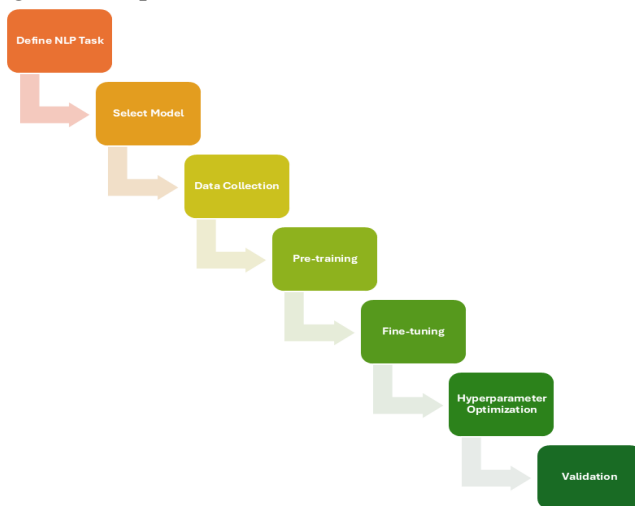 Define NLP Task
Select Model
Data Collection
Pre-training
Fine-tuning
Hyperparameter
Optimization
Validation